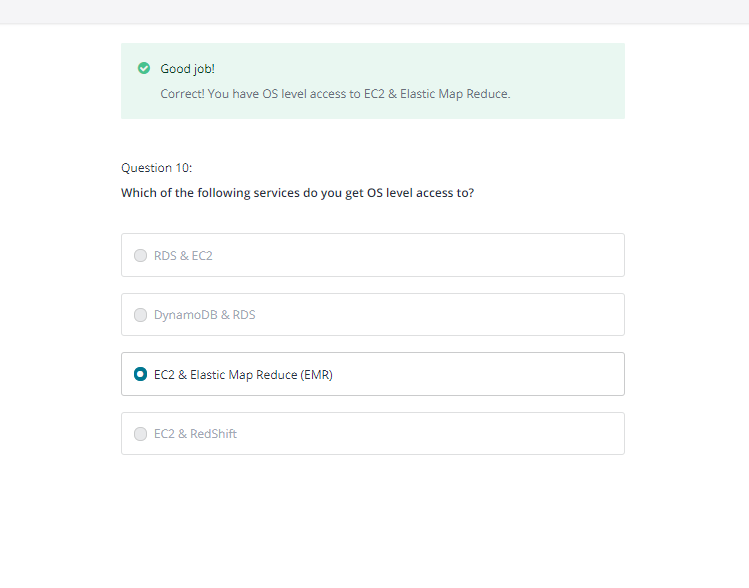 Good job!
Correct! You have OS level access to EC2 & Elastic Map Reduce.
Question 10:
Which of the following services do you get OS level access to?
RDS & EC2
DynamoDB & RDS
EC2 & Elastic Map Reduce (EMR)
EC2 & RedShift